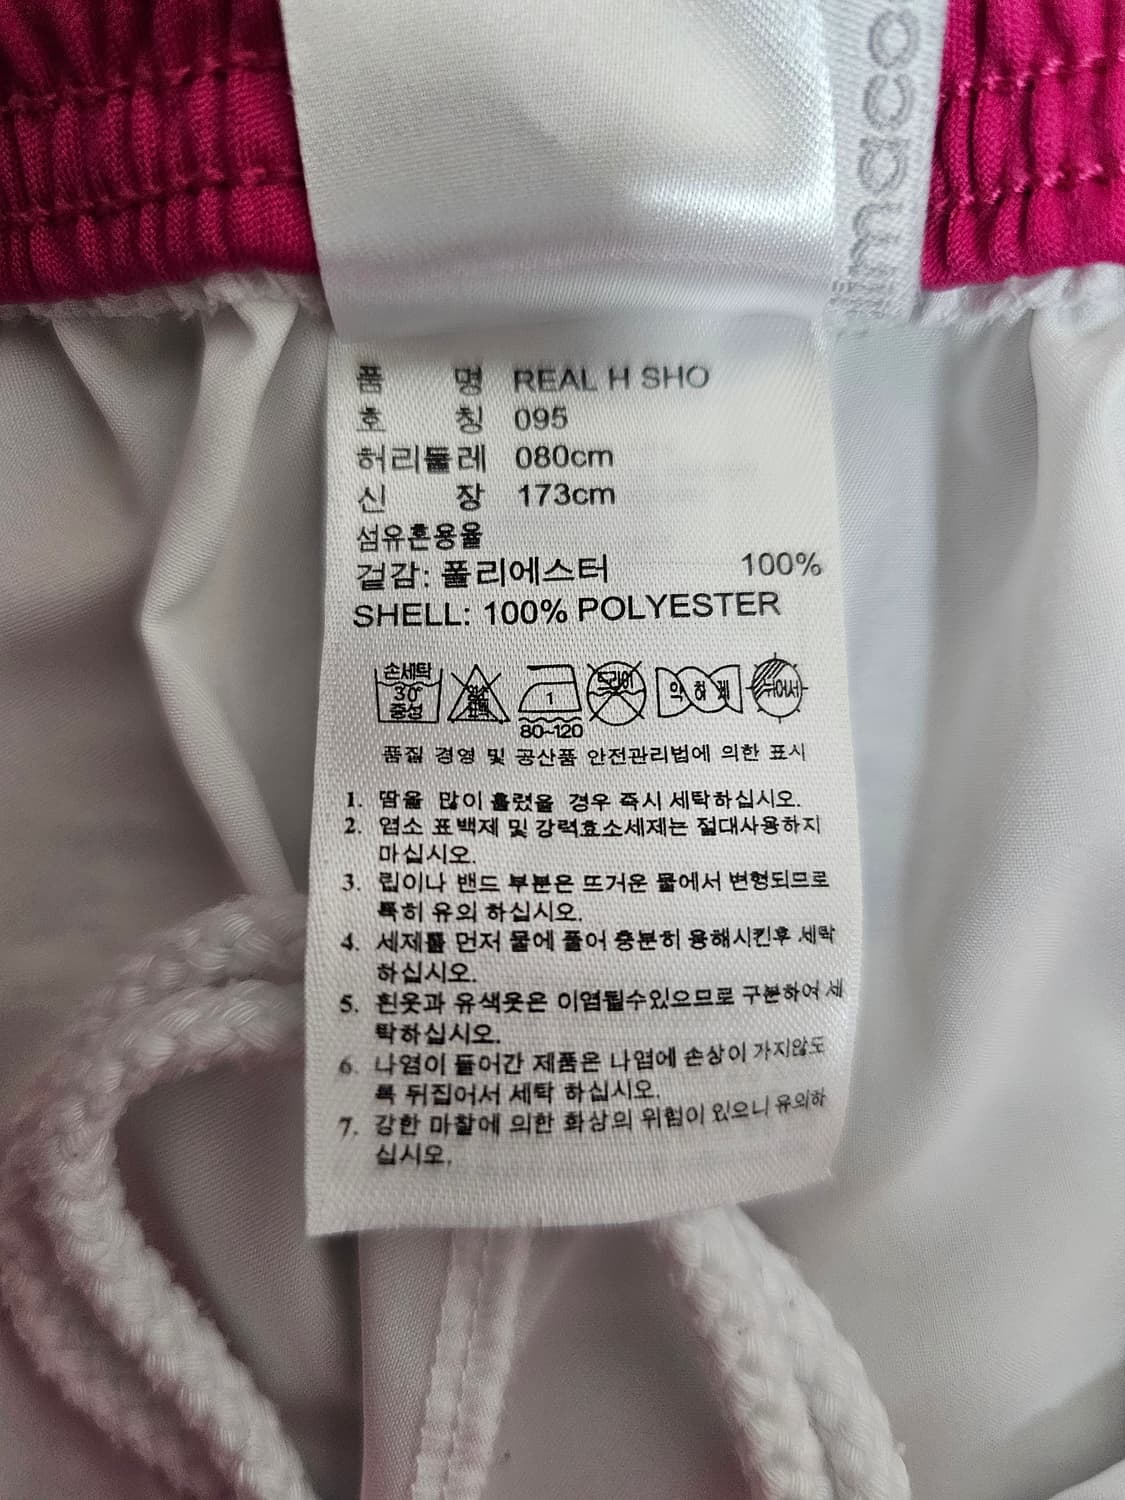 climacoo
품 명 REAL H SHO
호 칭 095
허리둘레 080cm
신 장 173cm
섬유혼용율
겉감: 폴리에스터 100%
SHELL: 100% POLYESTER
손세탁 30° 중성
1
80~120
드라이
약 하 게
뉘어서
품질 경영 및 공산품 안전관리법에 의한 표시
1. 땀을 많이 흘렸을 경우 즉시 세탁하십시오.
2. 염소 표백제 및 강력효소세제는 절대사용하지
마십시오.
3. 립이나 밴드 부분은 뜨거운 물에서 변형되므로
특히 유의 하십시오.
4. 세제를 먼저 물에 풀어 충분히 용해시킨후 세탁
하십시오.
5. 흰옷과 유색옷은 이염될수있으므로 구분하여 세
탁하십시오.
6. 나염이 들어간 제품은 나염에 손상이 가지않도
록 뒤집어서 세탁 하십시오.
7. 강한 마찰에 의한 화상의 위험이 있으니 유의하
십시오.